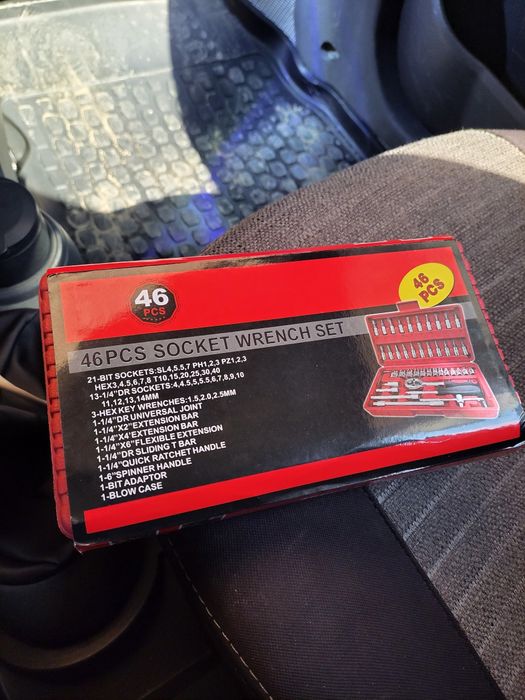 46
PCS
46
PCS
46PCS SOCKET WRENCH SET
21-BIT SOCKETS:SL4,5.5,7 PH1,2,3 PZ1,2,3
HEX3,4,5,6,7,8 T10,15,20,25,30,40
13-1/4"DR SOCKETS:4,4.5,5,5.5,6,7,8,9,10
11,12,13,14MM
3-HEX KEY WRENCHES:1.5,2.0,2.5MM
1-1/4"DR UNIVERSAL JOINT
1-1/4"X2"EXTENSION BAR
1-1/4"X4"EXTENSION BAR
1-1/4"X6"FLEXIBLE EXTENSION
1-1/4"DR SLIDING T BAR
1-1/4"QUICK RATCHET HANDLE
1-6"SPINNER HANDLE
1-BIT ADAPTOR
1-BLOW CASE